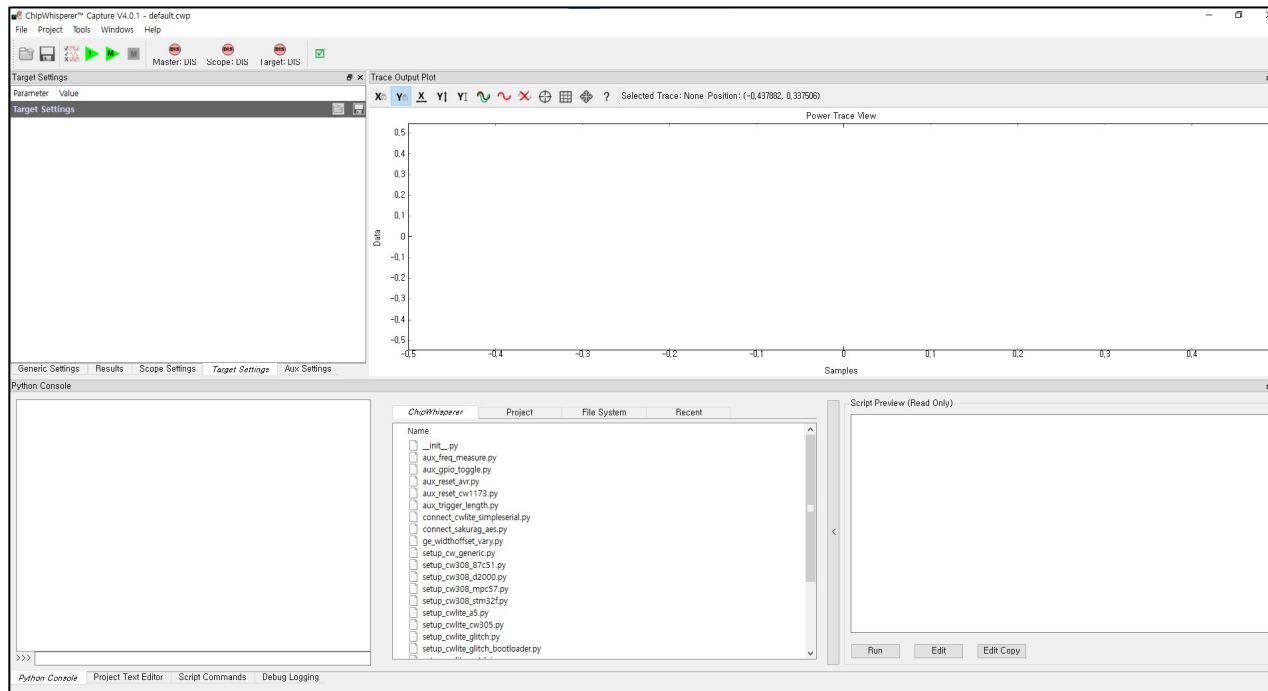 ChipWhisperer™ Capture V4.0.1 - default.cwp
File Project Tools Windows Help
Master: DIS Scope: DIS Target: DIS
Target Settings
Parameter Value
Target Settings
Generic Settings Results Scope Settings Target Settings Aux Settings
Trace Output Plot
Selected Trace: None Position: (-0,437882, 0,337506)
Power Trace View
0,5
0,4
0,3
0,2
0,1
0
-0,1
-0,2
-0,3
-0,4
-0,5
Data
-0,5 -0,4 -0,3 -0,2 -0,1 0 0,1 0,2 0,3 0,4
Samples
Python Console
>>>
ChipWhisperer Project File System Recent
Name
__init__.py
aux_freq_measure.py
aux_gpio_toggle.py
aux_reset_avr.py
aux_reset_cw1173.py
aux_trigger_length.py
connect_cwlite_simpleserial.py
connect_sakurag_aes.py
ge_widthoffset_vary.py
setup_cw_generic.py
setup_cw308_87c51.py
setup_cw308_d2000.py
setup_cw308_mpc57.py
setup_cw308_stm32f.py
setup_cwlite_a5.py
setup_cwlite_cw305.py
setup_cwlite_glitch.py
setup_cwlite_glitch_bootloader.py
Script Preview (Read Only)
Run Edit Edit Copy
Python Console Project Text Editor Script Commands Debug Logging